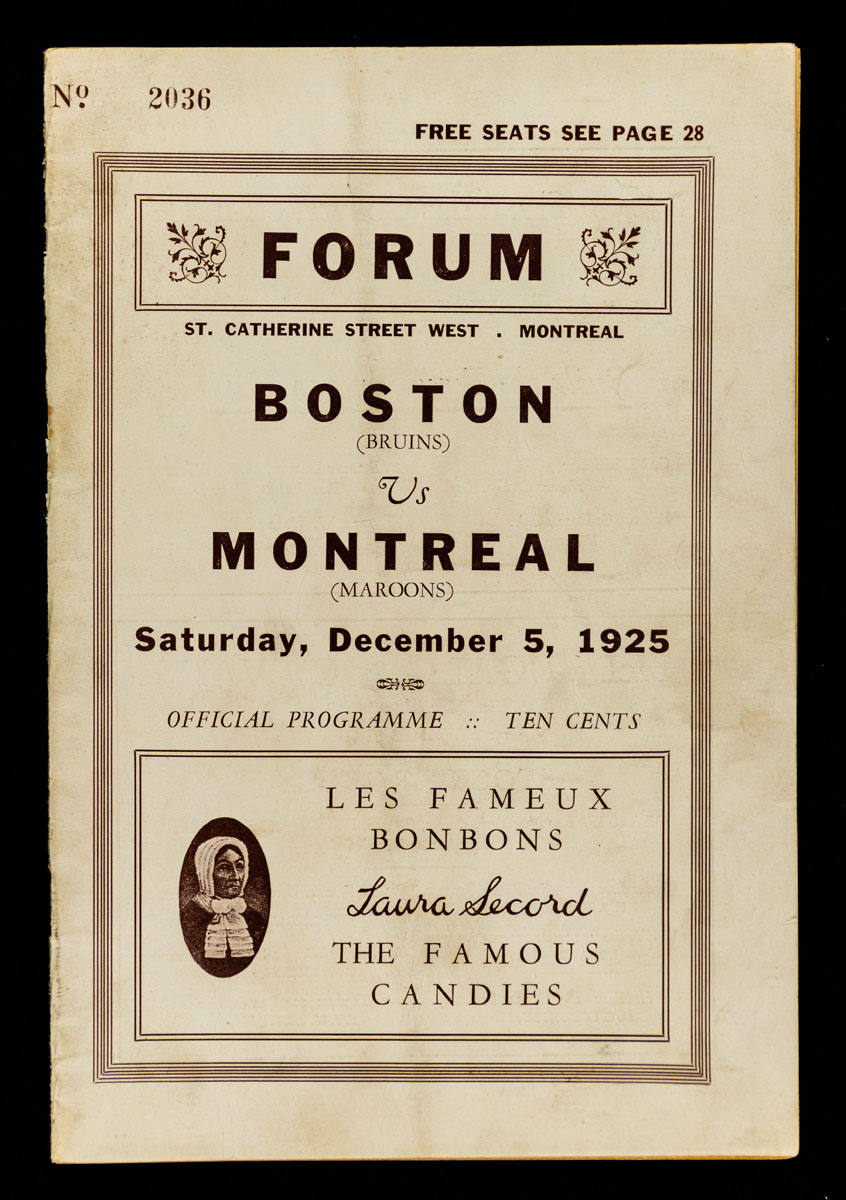 Nº 2036
FREE SEATS SEE PAGE 28
FORUM
ST. CATHERINE STREET WEST . MONTREAL
BOSTON
(BRUINS)
Vs
MONTREAL
(MAROONS)
Saturday, December 5, 1925
OFFICIAL PROGRAMME :: TEN CENTS
LES FAMEUX
BONBONS
Laura Secord
THE FAMOUS
CANDIES